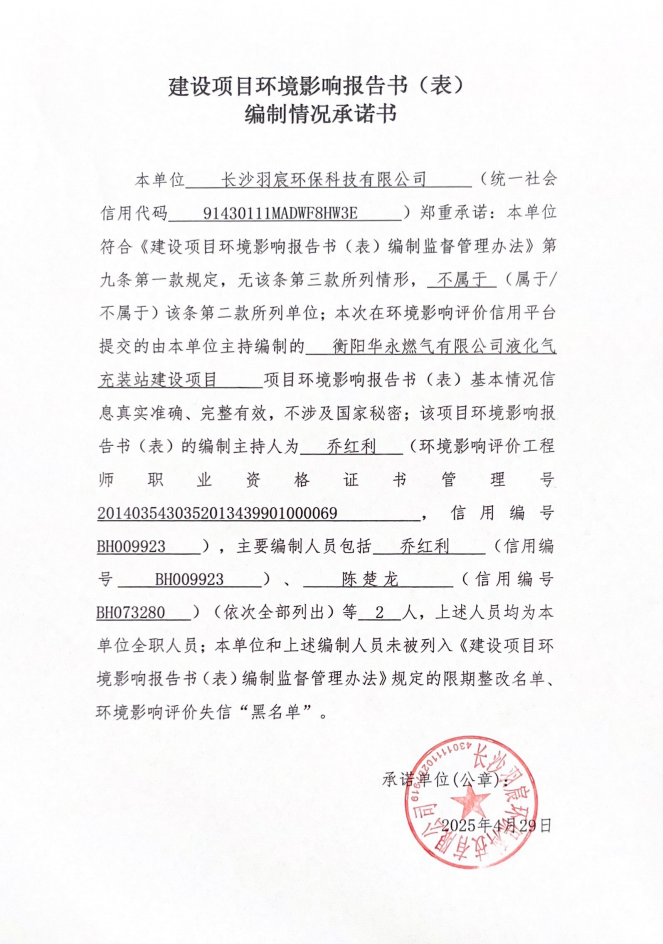 建设项目环境影响报告书（表）
编制情况承诺书
本单位 长沙羽宸环保科技有限公司 （统一社会
信用代码 91430111MADWF8HW3E ）郑重承诺：本单位
符合《建设项目环境影响报告书（表）编制监督管理办法》第
九条第一款规定，无该条第三款所列情形， 不属于 （属于/
不属于）该条第二款所列单位；本次在环境影响评价信用平台
提交的由本单位主持编制的 衡阳华永燃气有限公司液化气
充装站建设项目 项目环境影响报告书（表）基本情况信
息真实准确、完整有效，不涉及国家秘密；该项目环境影响报
告书（表）的编制主持人为 乔红利 （环境影响评价工程
师职业资格证书管理号
2014035430352013439901000069 ，信用编号
BH009923 ），主要编制人员包括 乔红利 （信用编
号 BH009923 ）、 陈楚龙 （信用编号
BH073280 ）（依次全部列出）等 2 人，上述人员均为本
单位全职人员；本单位和上述编制人员未被列入《建设项目环
境影响报告书（表）编制监督管理办法》规定的限期整改名单、
环境影响评价失信“黑名单”。
承诺单位(公章)：
2025年4月29日
长沙羽宸环保科技有限公司